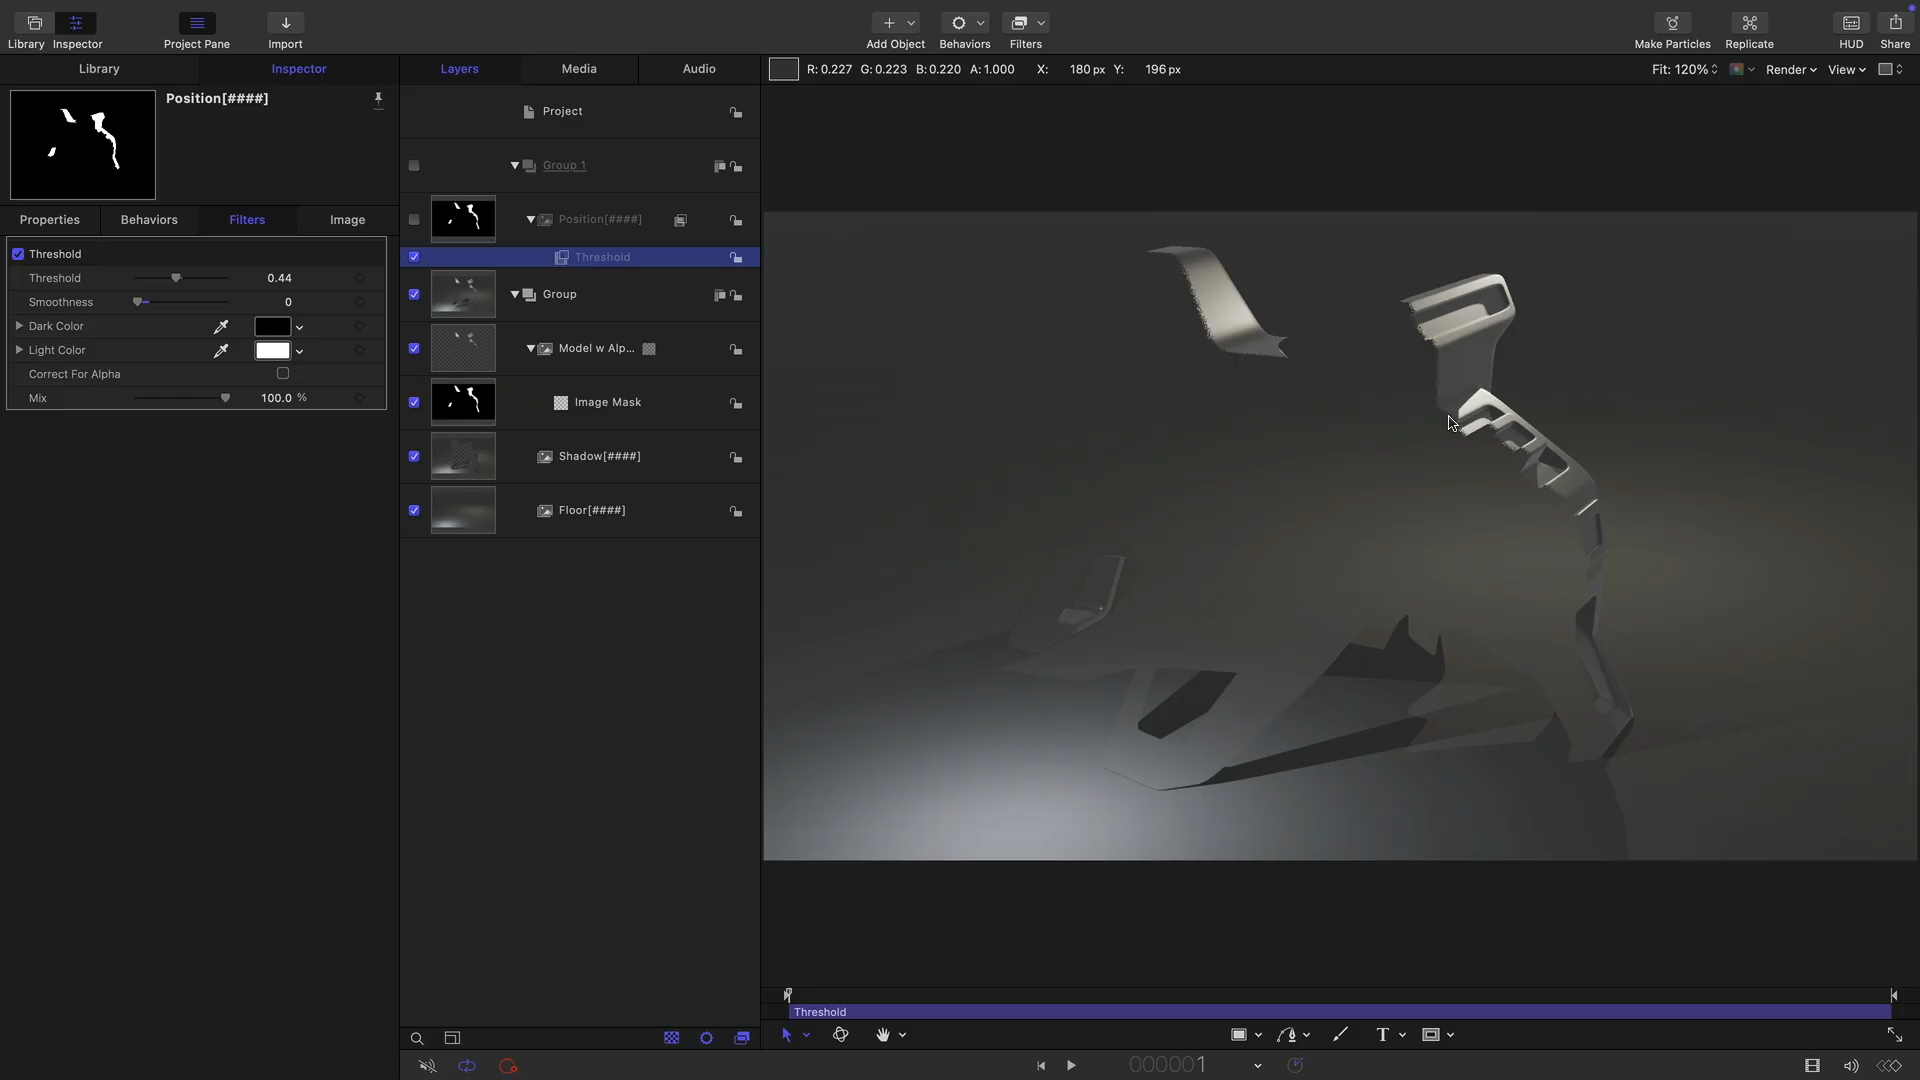 Library Inspector Project Pane Import Add Object Behaviors Filters Make Particles Replicate HUD Share
Library Inspector
Layers Media Audio
R: 0.227 G: 0.223 B: 0.220 A: 1.000 X: 180 px Y: 196 px
Fit: 120% Render View
Position[####]
Properties Behaviors Filters Image
Threshold
Threshold 0.44
Smoothness 0
Dark Color
Light Color
Correct For Alpha
Mix 100.0 %
Project
Group 1
Position[####]
Threshold
Group
Model w Alp...
Image Mask
Shadow[####]
Floor[####]
Threshold
T
000001